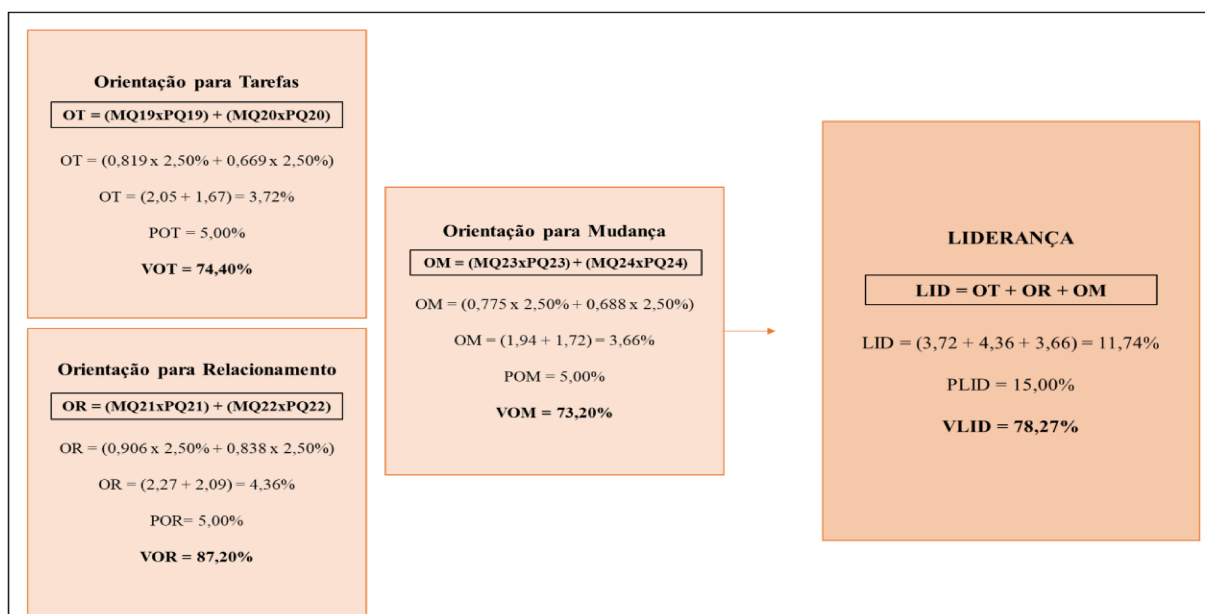 Orientação para Tarefas
OT = (MQ19xPQ19) + (MQ20xPQ20)
OT = (0,819 x 2,50% + 0,669 x 2,50%)
OT = (2,05 + 1,67) = 3,72%
POT = 5,00%
VOT = 74,40%
Orientação para Relacionamento
OR = (MQ21xPQ21) + (MQ22xPQ22)
OR = (0,906 x 2,50% + 0,838 x 2,50%)
OR = (2,27 + 2,09) = 4,36%
POR= 5,00%
VOR = 87,20%
Orientação para Mudança
OM = (MQ23xPQ23) + (MQ24xPQ24)
OM = (0,775 x 2,50% + 0,688 x 2,50%)
OM = (1,94 + 1,72) = 3,66%
POM = 5,00%
VOM = 73,20%
LIDERANÇA
LID = OT + OR + OM
LID = (3,72 + 4,36 + 3,66) = 11,74%
PLID = 15,00%
VLID = 78,27%